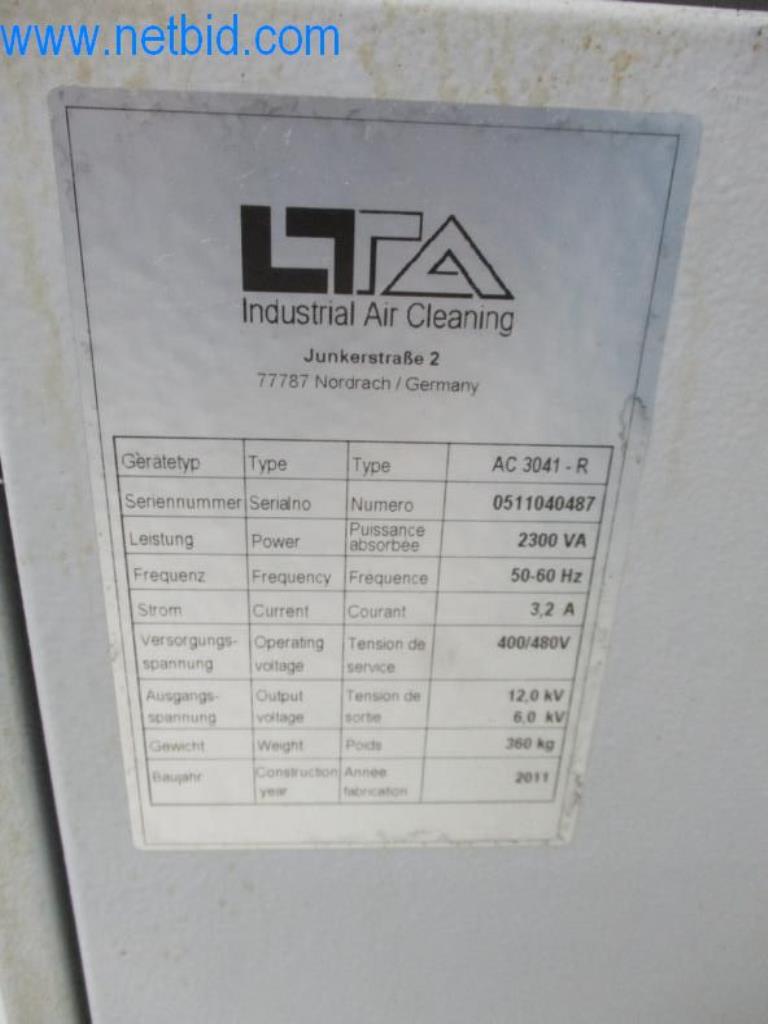 www.netbid.com
LTA
Industrial Air Cleaning
Junkerstraße 2
77787 Nordrach / Germany
Gerätetyp Type Type AC 3041 - R
Seriennummer Serialno Numero 0511040487
Leistung Power Puissance absorbée 2300 VA
Frequenz Frequency Fréquence 50-60 Hz
Strom Current Courant 3,2 A
Versorgungs- Operating Tension de 400/480V
spannung voltage service
Ausgangs- Output Tension de 12,0 kV
spannung voltage sortie 6,0 kV
Gewicht Weight Poids 360 kg
Baujahr Construction Année 2011
year fabrication